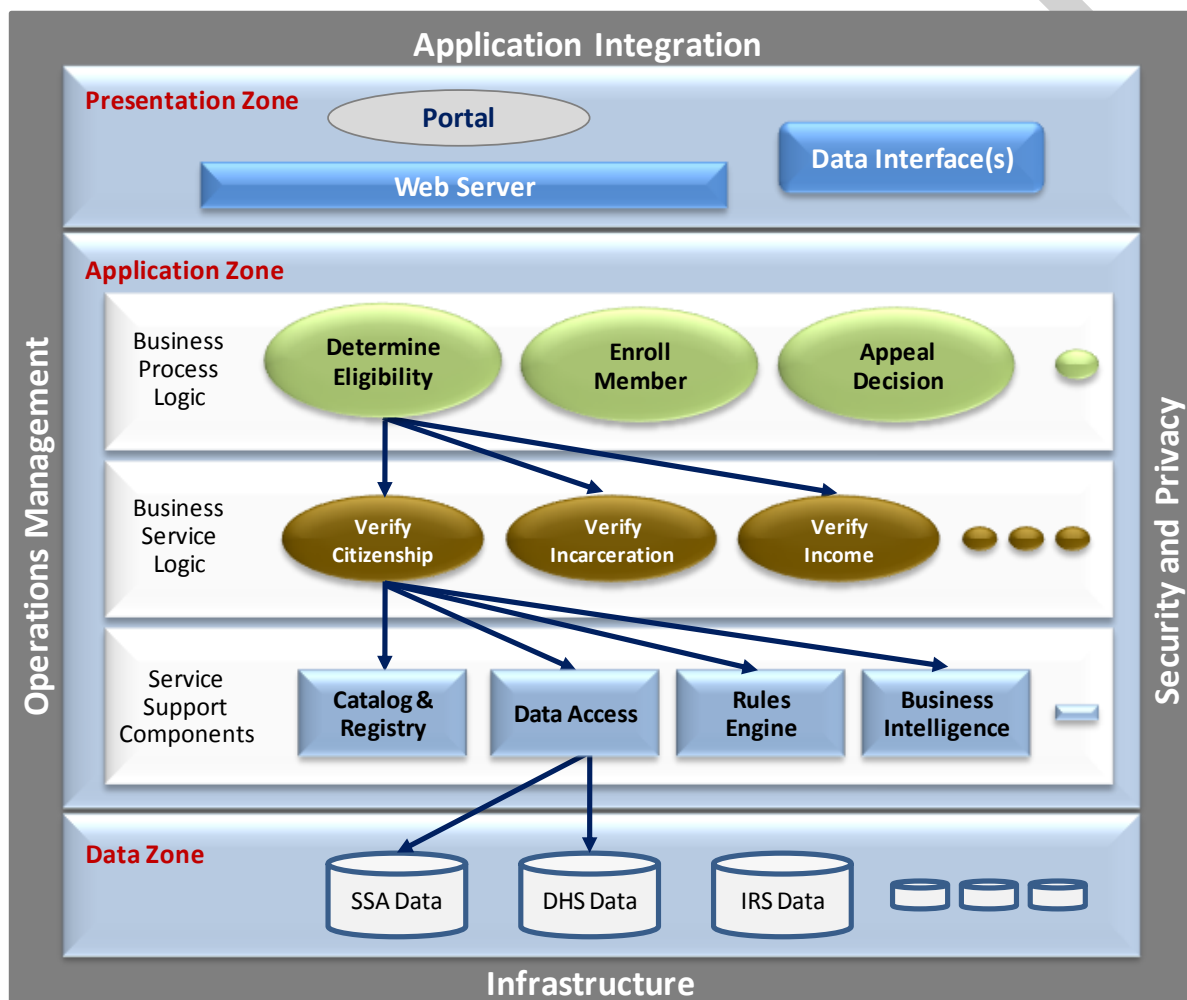 Application Integration
Presentation Zone
Portal
Data Interface(s)
Web Server
Application Zone
Business
Process
Logic
Determine
Eligibility
Enroll
Member
Appeal
Decision
Operations Management
Security and Privacy
Business
Service
Logic
Verify
Citizenship
Verify
Incarceration
Verify
Income
Service
Support
Components
Catalog &
Registry
Data Access
Rules
Engine
Business
Intelligence
Data Zone
SSA Data
DHS Data
IRS Data
Infrastructure